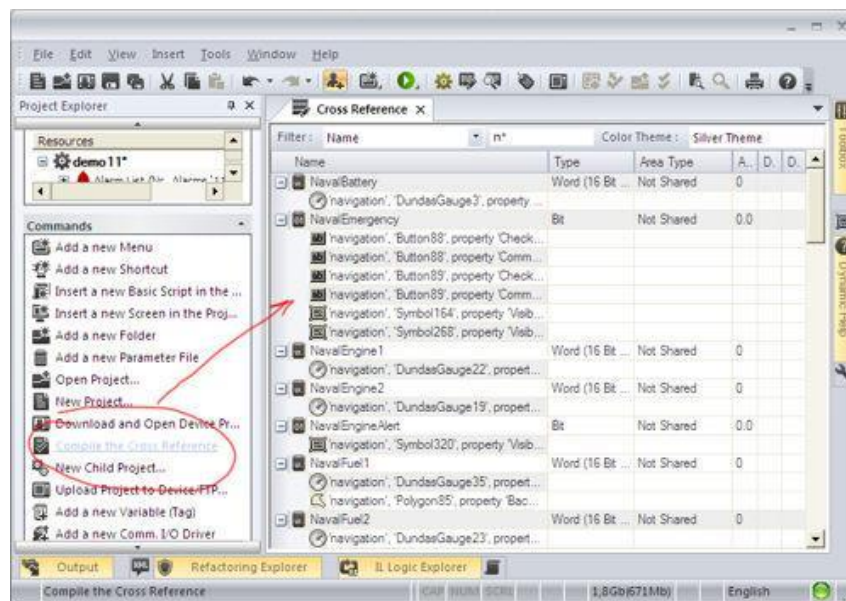 File Edit View Insert Tools Window Help
Project Explorer
Cross Reference
Resources
demo11*
Filter: Name n* Color Theme: Silver Theme
Name Type Area Type A.. D. D.
NavalBattery Word (16 Bit ... Not Shared 0
'navigation', 'DundasGauge3', property ...
NavalEmergency Bit Not Shared 0.0
'navigation', 'Button88', property 'Check...
'navigation', 'Button88', property 'Comm...
'navigation', 'Button89', property 'Check...
'navigation', 'Button89', property 'Comm...
'navigation', 'Symbol164', property 'Visib...
'navigation', 'Symbol268', property 'Visib...
NavalEngine1 Word (16 Bit ... Not Shared 0
'navigation', 'DundasGauge22', propert...
NavalEngine2 Word (16 Bit ... Not Shared 0
'navigation', 'DundasGauge19', propert...
NavalEngineAlert Bit Not Shared 0.0
'navigation', 'Symbol320', property 'Visib...
NavalFuel1 Word (16 Bit ... Not Shared 0
'navigation', 'DundasGauge35', propert...
'navigation', 'Polygon85', property 'Bac...
NavalFuel2 Word (16 Bit ... Not Shared 0
'navigation', 'DundasGauge23', propert...
Commands
Add a new Menu
Add a new Shortcut
Insert a new Basic Script in the ...
Insert a new Screen in the Proj...
Add a new Folder
Add a new Parameter File
Open Project...
New Project...
Download and Open Device Pr...
Compile the Cross Reference
New Child Project...
Upload Project to Device/FTP...
Add a new Variable (Tag)
Add a new Comm. I/O Driver
Toolbox
Dynamic Help
Output XML Refactoring Explorer IL Logic Explorer
Compile the Cross Reference CAP NUM SCRL 1,8Gb(671Mb) English